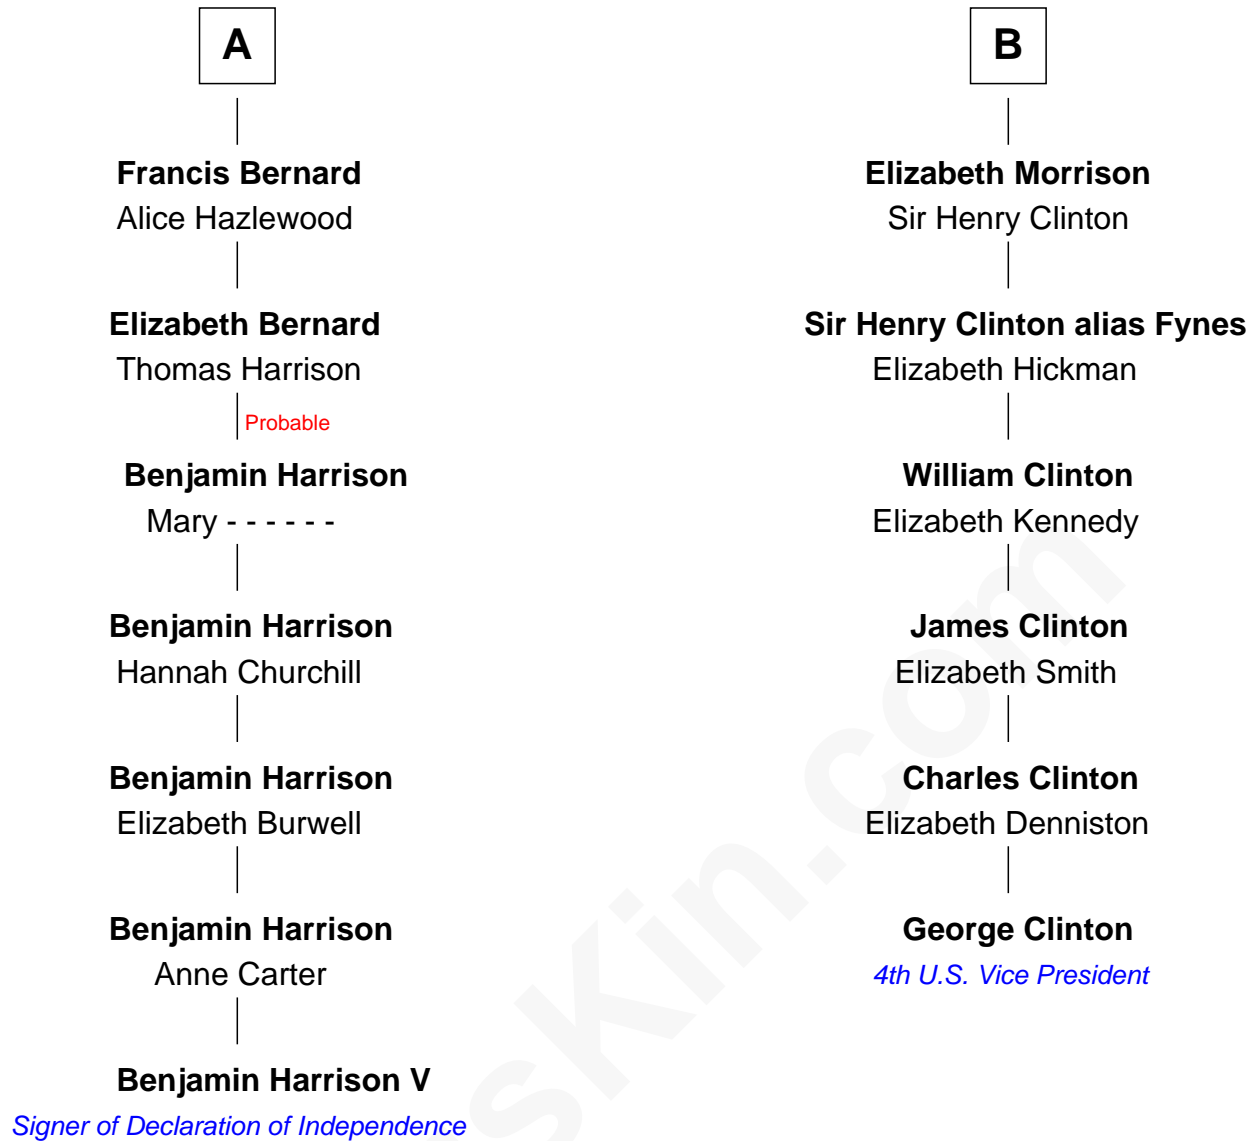 A
Francis Bernard
Alice Hazlewood
Elizabeth Bernard
Thomas Harrison
Probable
Benjamin Harrison
Mary - - - - - -
Benjamin Harrison
Hannah Churchill
Benjamin Harrison
Elizabeth Burwell
Benjamin Harrison
Anne Carter
Benjamin Harrison V
Signer of Declaration of Independence
B
Elizabeth Morrison
Sir Henry Clinton
Sir Henry Clinton alias Fynes
Elizabeth Hickman
William Clinton
Elizabeth Kennedy
James Clinton
Elizabeth Smith
Charles Clinton
Elizabeth Denniston
George Clinton
4th U.S. Vice President
sKin.com